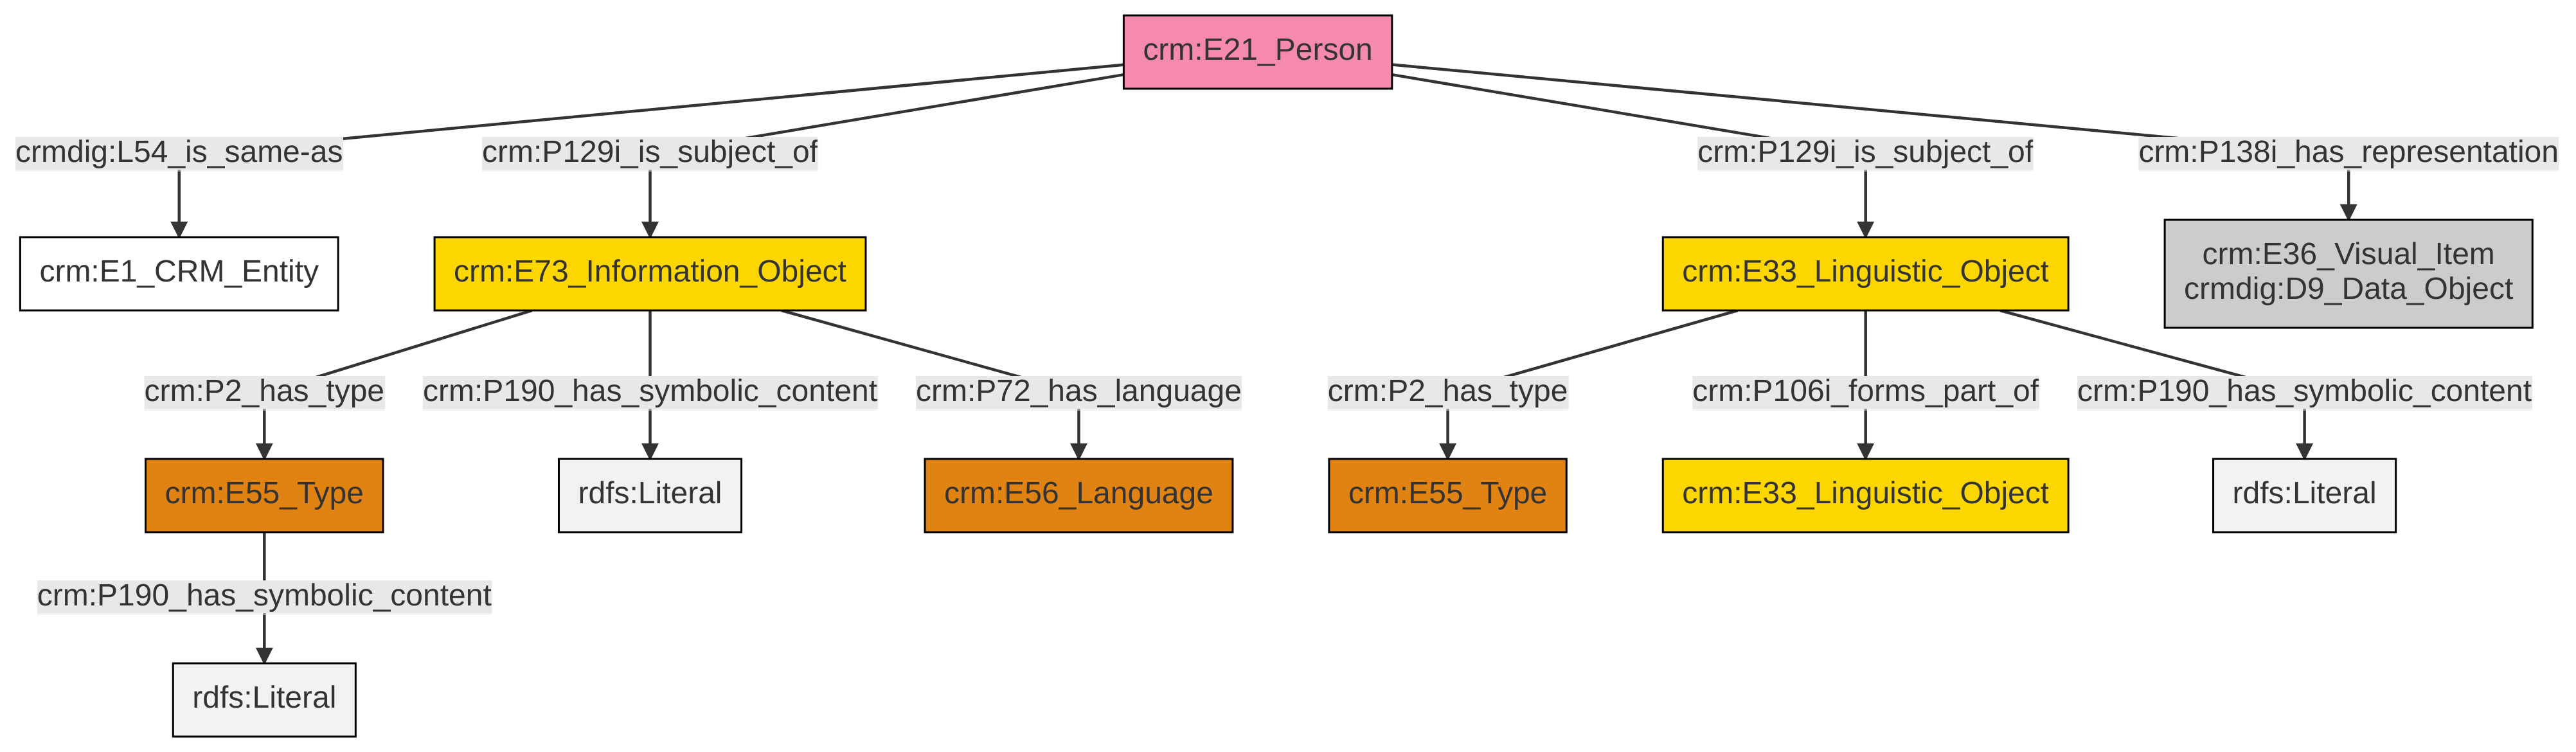 crm:E21_Person
crmdig:L54_is_same-as
crm:P129i_is_subject_of
crm:P129i_is_subject_of
crm:P138i_has_representation
crm:E1_CRM_Entity
crm:E73_Information_Object
crm:E33_Linguistic_Object
crm:E36_Visual_Item
crmdig:D9_Data_Object
crm:P2_has_type
crm:P190_has_symbolic_content
crm:P72_has_language
crm:P2_has_type
crm:P106i_forms_part_of
crm:P190_has_symbolic_content
crm:E55_Type
rdfs:Literal
crm:E56_Language
crm:E55_Type
crm:E33_Linguistic_Object
rdfs:Literal
crm:P190_has_symbolic_content
rdfs:Literal